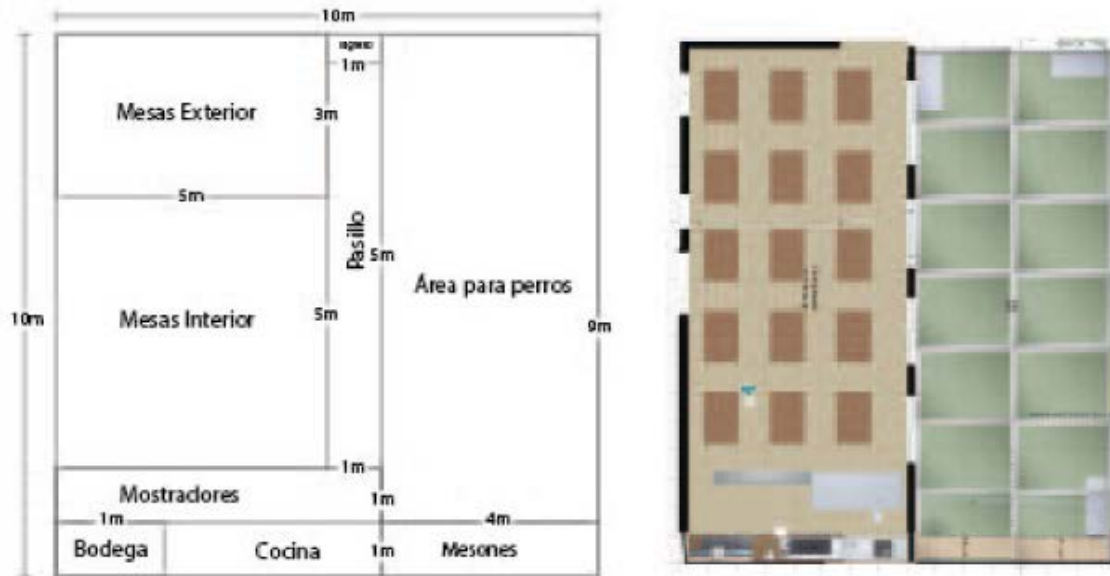 10m
1m
Mesas Exterior
3m
5m
Pasillo
5m
Área para perros
10m
Mesas Interior
5m
9m
1m
Mostradores
1m
1m
4m
Bodega
Cocina
1m
Mesones